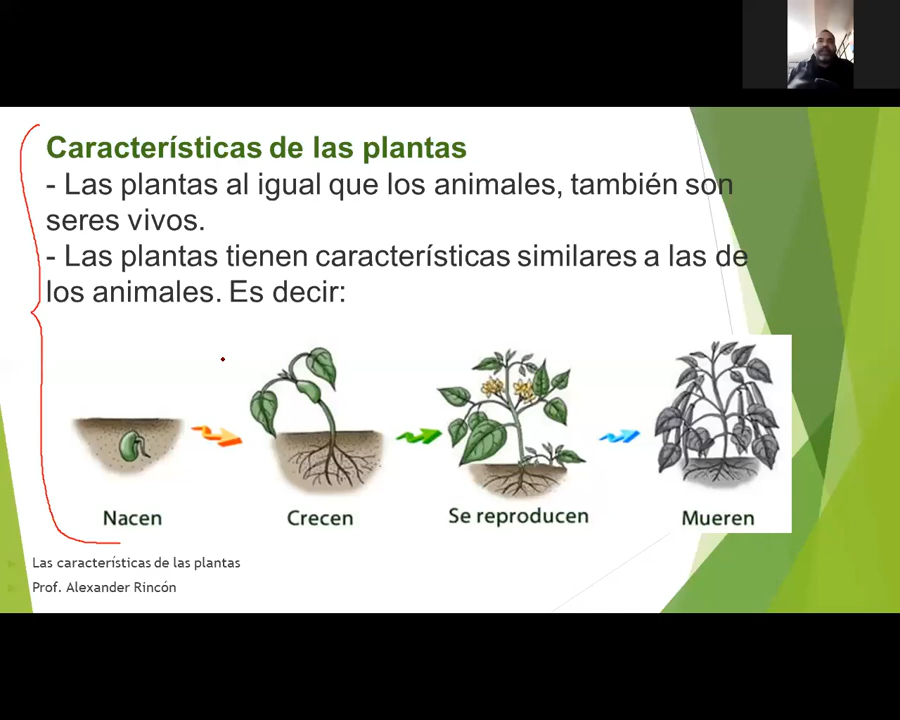 Características de las plantas
- Las plantas al igual que los animales, también son
seres vivos.
- Las plantas tienen características similares a las de
los animales. Es decir:
Nacen
Crecen
Se reproducen
Mueren
Las características de las plantas
Prof. Alexander Rincón